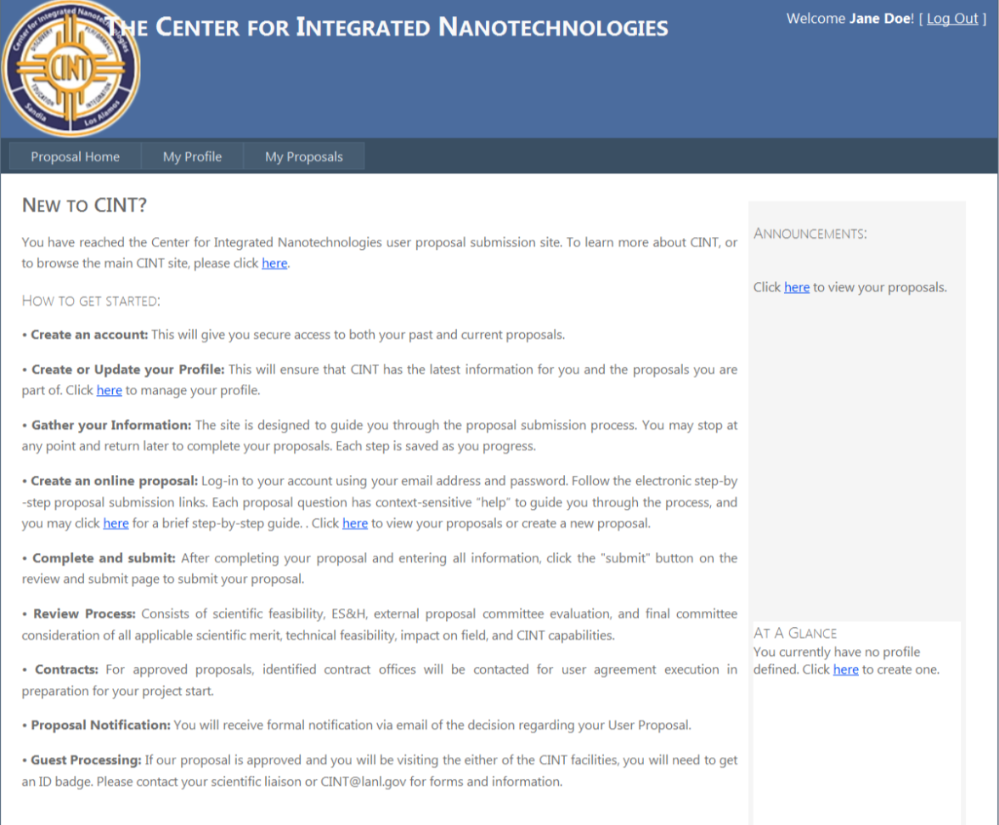 THE CENTER FOR INTEGRATED NANOTECHNOLOGIES
Welcome Jane Doe! [ Log Out ]
Center for Integrated Nanotechnologies
DISCOVERY
PERFORMANCE
CINT
EDUCATION
INTEGRATION
Sandia
Los Alamos
Proposal Home
My Profile
My Proposals
NEW TO CINT?
You have reached the Center for Integrated Nanotechnologies user proposal submission site. To learn more about CINT, or
to browse the main CINT site, please click here.
HOW TO GET STARTED:
• Create an account: This will give you secure access to both your past and current proposals.
• Create or Update your Profile: This will ensure that CINT has the latest information for you and the proposals you are
part of. Click here to manage your profile.
• Gather your Information: The site is designed to guide you through the proposal submission process. You may stop at
any point and return later to complete your proposals. Each step is saved as you progress.
• Create an online proposal: Log-in to your account using your email address and password. Follow the electronic step-by
-step proposal submission links. Each proposal question has context-sensitive "help" to guide you through the process, and
you may click here for a brief step-by-step guide. . Click here to view your proposals or create a new proposal.
• Complete and submit: After completing your proposal and entering all information, click the "submit" button on the
review and submit page to submit your proposal.
• Review Process: Consists of scientific feasibility, ES&H, external proposal committee evaluation, and final committee
consideration of all applicable scientific merit, technical feasibility, impact on field, and CINT capabilities.
• Contracts: For approved proposals, identified contract offices will be contacted for user agreement execution in
preparation for your project start.
• Proposal Notification: You will receive formal notification via email of the decision regarding your User Proposal.
• Guest Processing: If our proposal is approved and you will be visiting the either of the CINT facilities, you will need to get
an ID badge. Please contact your scientific liaison or CINT@lanl.gov for forms and information.
ANNOUNCEMENTS:
Click here to view your proposals.
AT A GLANCE
You currently have no profile
defined. Click here to create one.